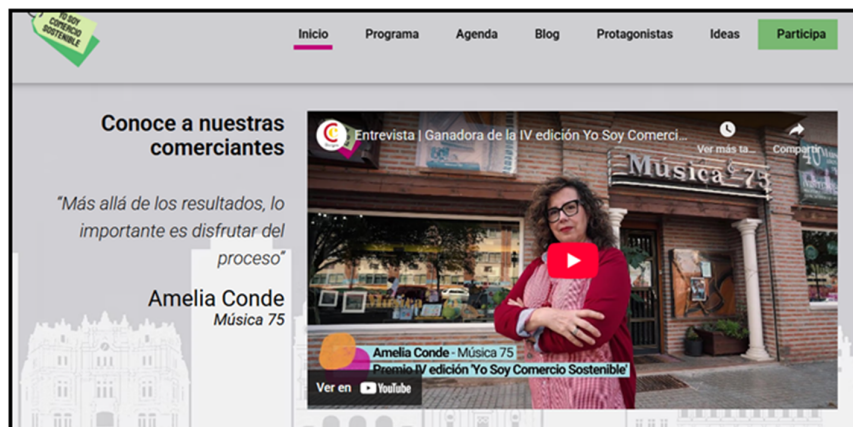 YO SOY
COMERCIO
SOSTENIBLE
Inicio
Programa
Agenda
Blog
Protagonistas
Ideas
Participa
Conoce a nuestras
comerciantes
“Más allá de los resultados, lo
importante es disfrutar del
proceso”
Amelia Conde
Música 75
Entrevista | Ganadora de la IV edición Yo Soy Comerci...
Ver más ta...
Compartir
Música 75
Amelia Conde - Música 75
Premio IV edición 'Yo Soy Comercio Sostenible'
Ver en YouTube